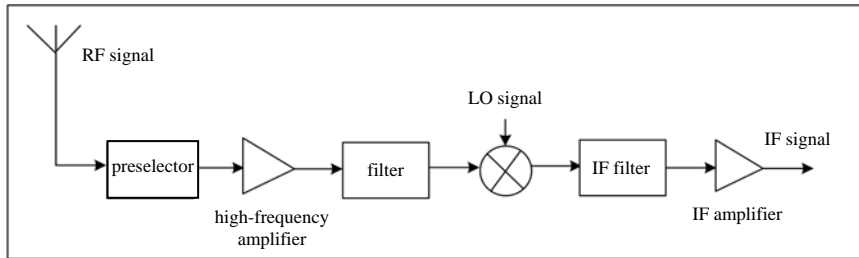 RF signal
LO signal
IF signal
preselector
filter
IF filter
high-frequency
amplifier
IF amplifier